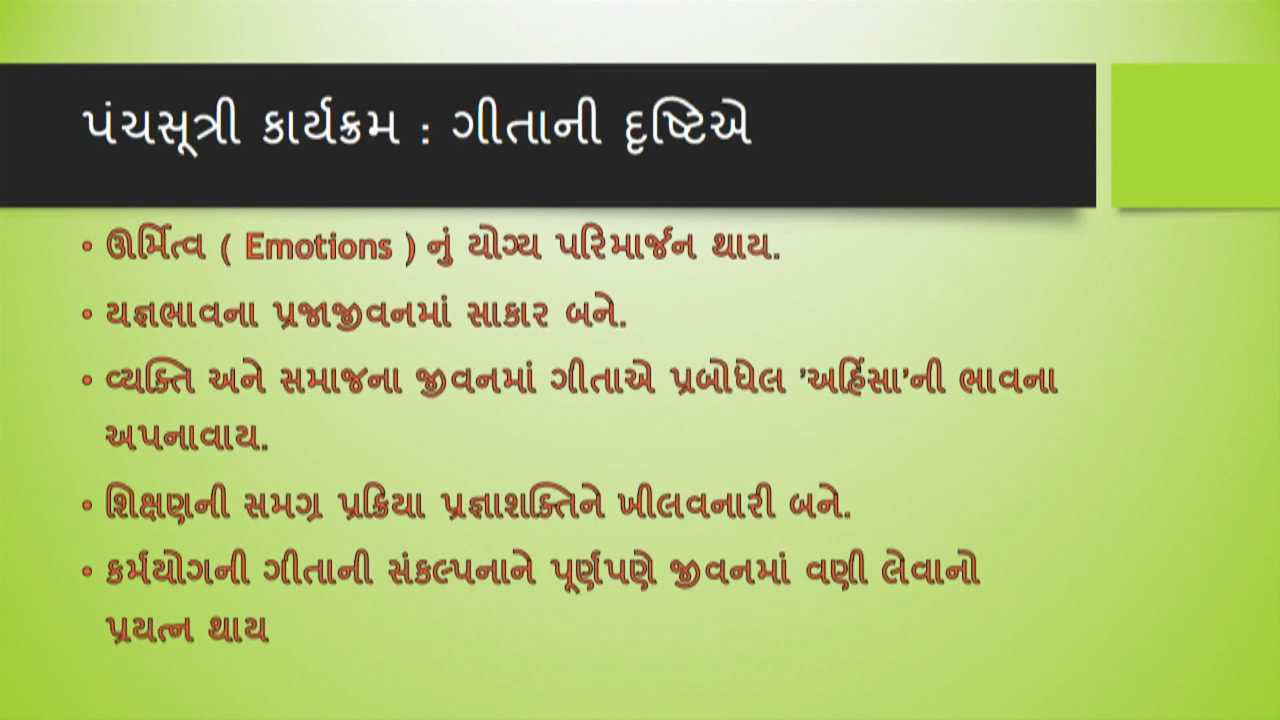 પંચસૂત્રી કાર્યક્રમ : ગીતાની દૃષ્ટિએ
• ઊર્મિત્વ ( Emotions ) નું યોગ્ય પરિમાર્જન થાય.
• યજ્ઞભાવના પ્રજાજીવનમાં સાકાર બને.
• વ્યક્તિ અને સમાજના જીવનમાં ગીતાએ પ્રબોધેલ 'અહિંસા'ની ભાવના
અપનાવાય.
• શિક્ષણની સમગ્ર પ્રક્રિયા પ્રજ્ઞાશક્તિને ખીલવનારી બને.
• કર્મયોગની ગીતાની સંકલ્પનાને પૂર્ણપણે જીવનમાં વણી લેવાનો
પ્રયત્ન થાય